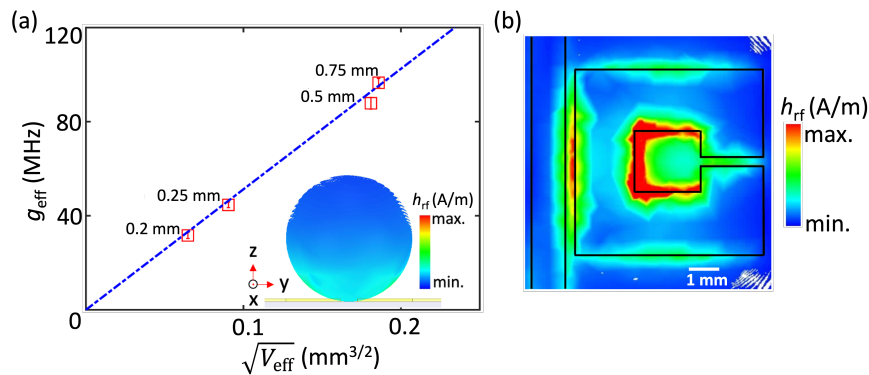 (a)
120
80
40
0
g_eff (MHz)
0.75 mm
0.5 mm
0.25 mm
0.2 mm
z
y
x
h_rf (A/m)
max.
min.
0.1
0.2
√V_eff (mm^3/2)
(b)
1 mm
h_rf (A/m)
max.
min.